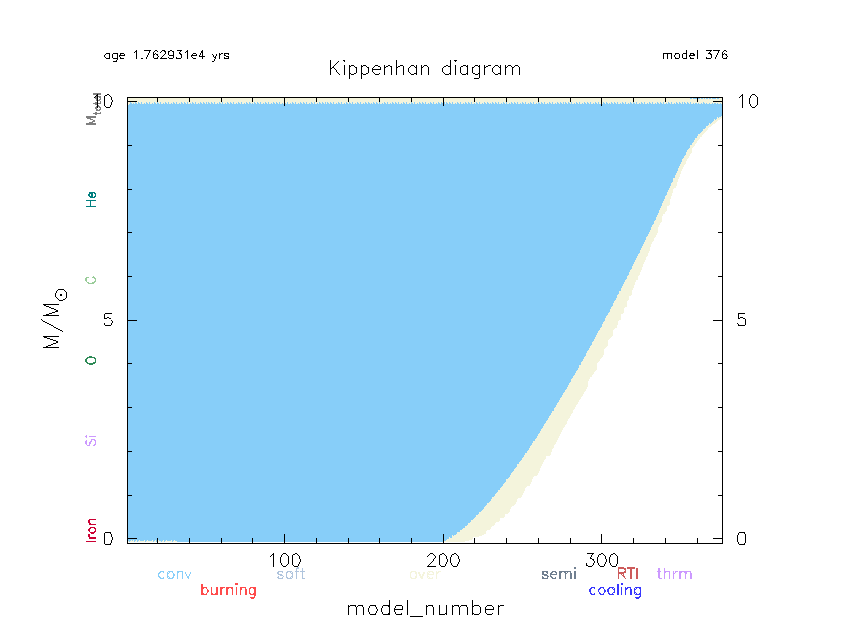 age 1.762931e4 yrs
model 376
Kippenhan diagram
M_total
10
10
He
C
M/M☉
5
5
O
Si
Iron
0
0
100
200
300
conv
soft
over
semi
RTI
thrm
burning
cooling
model_number